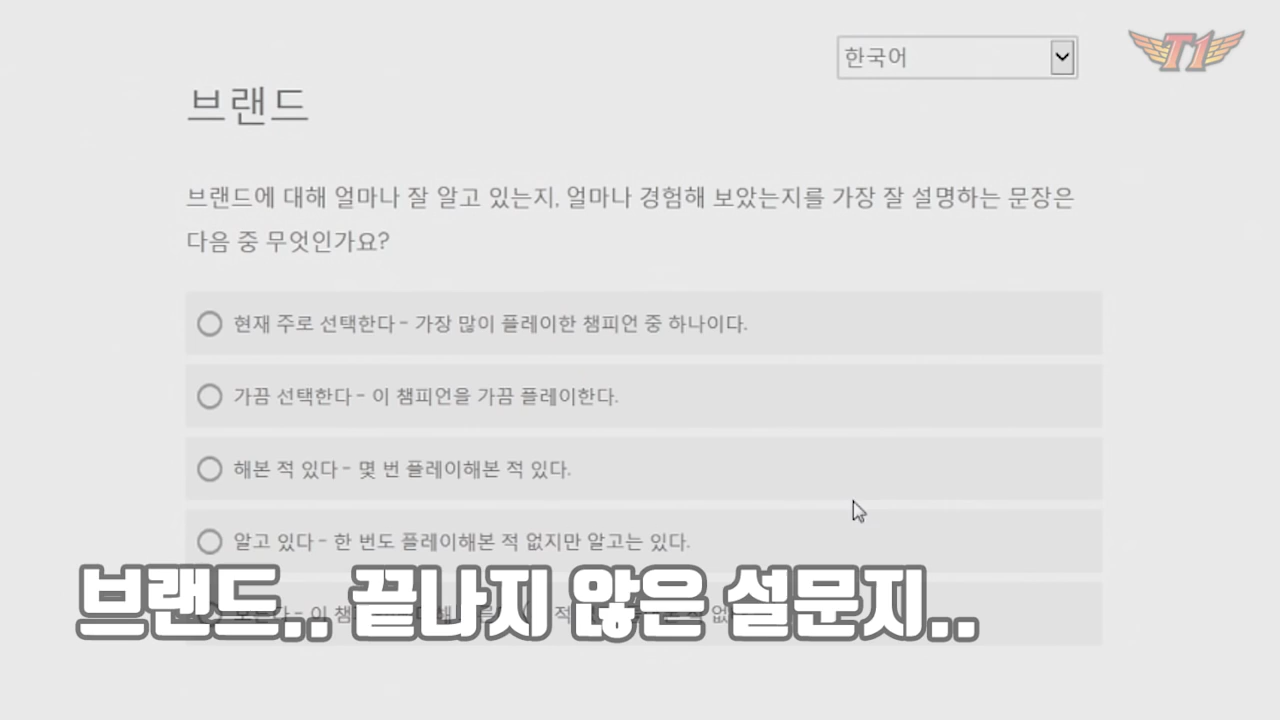 한국어
T1
브랜드
브랜드에 대해 얼마나 잘 알고 있는지, 얼마나 경험해 보았는지를 가장 잘 설명하는 문장은
다음 중 무엇인가요?
현재 주로 선택한다 - 가장 많이 플레이한 챔피언 중 하나이다.
가끔 선택한다 - 이 챔피언을 가끔 플레이한다.
해본 적 있다 - 몇 번 플레이해본 적 있다.
알고 있다 - 한 번도 플레이해본 적 없지만 알고는 있다.
브랜드.. 끝나지 않은 설문지..